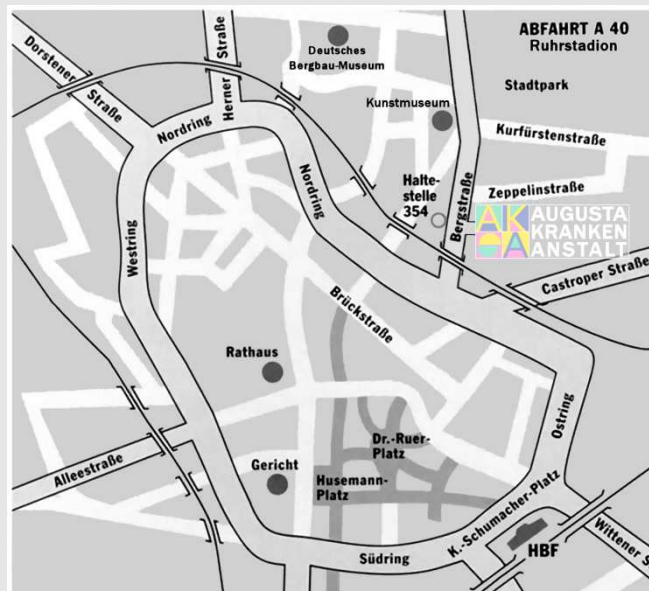 ABFAHRT A 40
Ruhrstadion
Dorstener
Straße
Herner
Straße
Deutsches
Bergbau-Museum
Stadtpark
Kunstmuseum
Nordring
Kurfürstenstraße
Nordring
Halte-
stelle
354
Bergstraße
Zeppelinstraße
AK
AUGUSTA
KRANKEN
ANSTALT
Westring
Castroper Straße
Brückstraße
Rathaus
Ostring
Dr.-Ruer-
Platz
Alleestraße
Gericht
Husemann-
Platz
K.-Schumacher-Platz
Südring
HBF
Wittener S